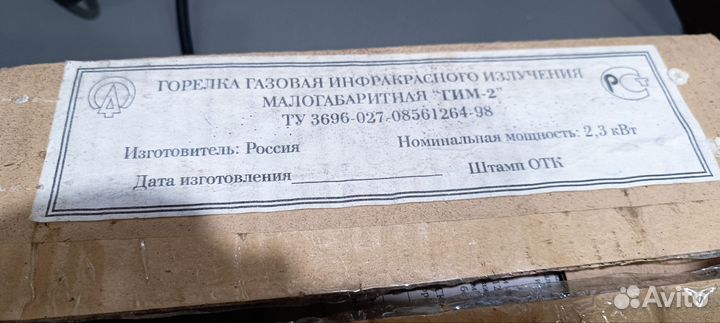 ГОРЕЛКА ГАЗОВАЯ ИНФРАКРАСНОГО ИЗЛУЧЕНИЯ
МАЛОГАБАРИТНАЯ "ГИМ-2"
ТУ 3696-027-08561264-98
Изготовитель: Россия
Номинальная мощность: 2,3 кВт
Дата изготовления
Штамп ОТК
Avito